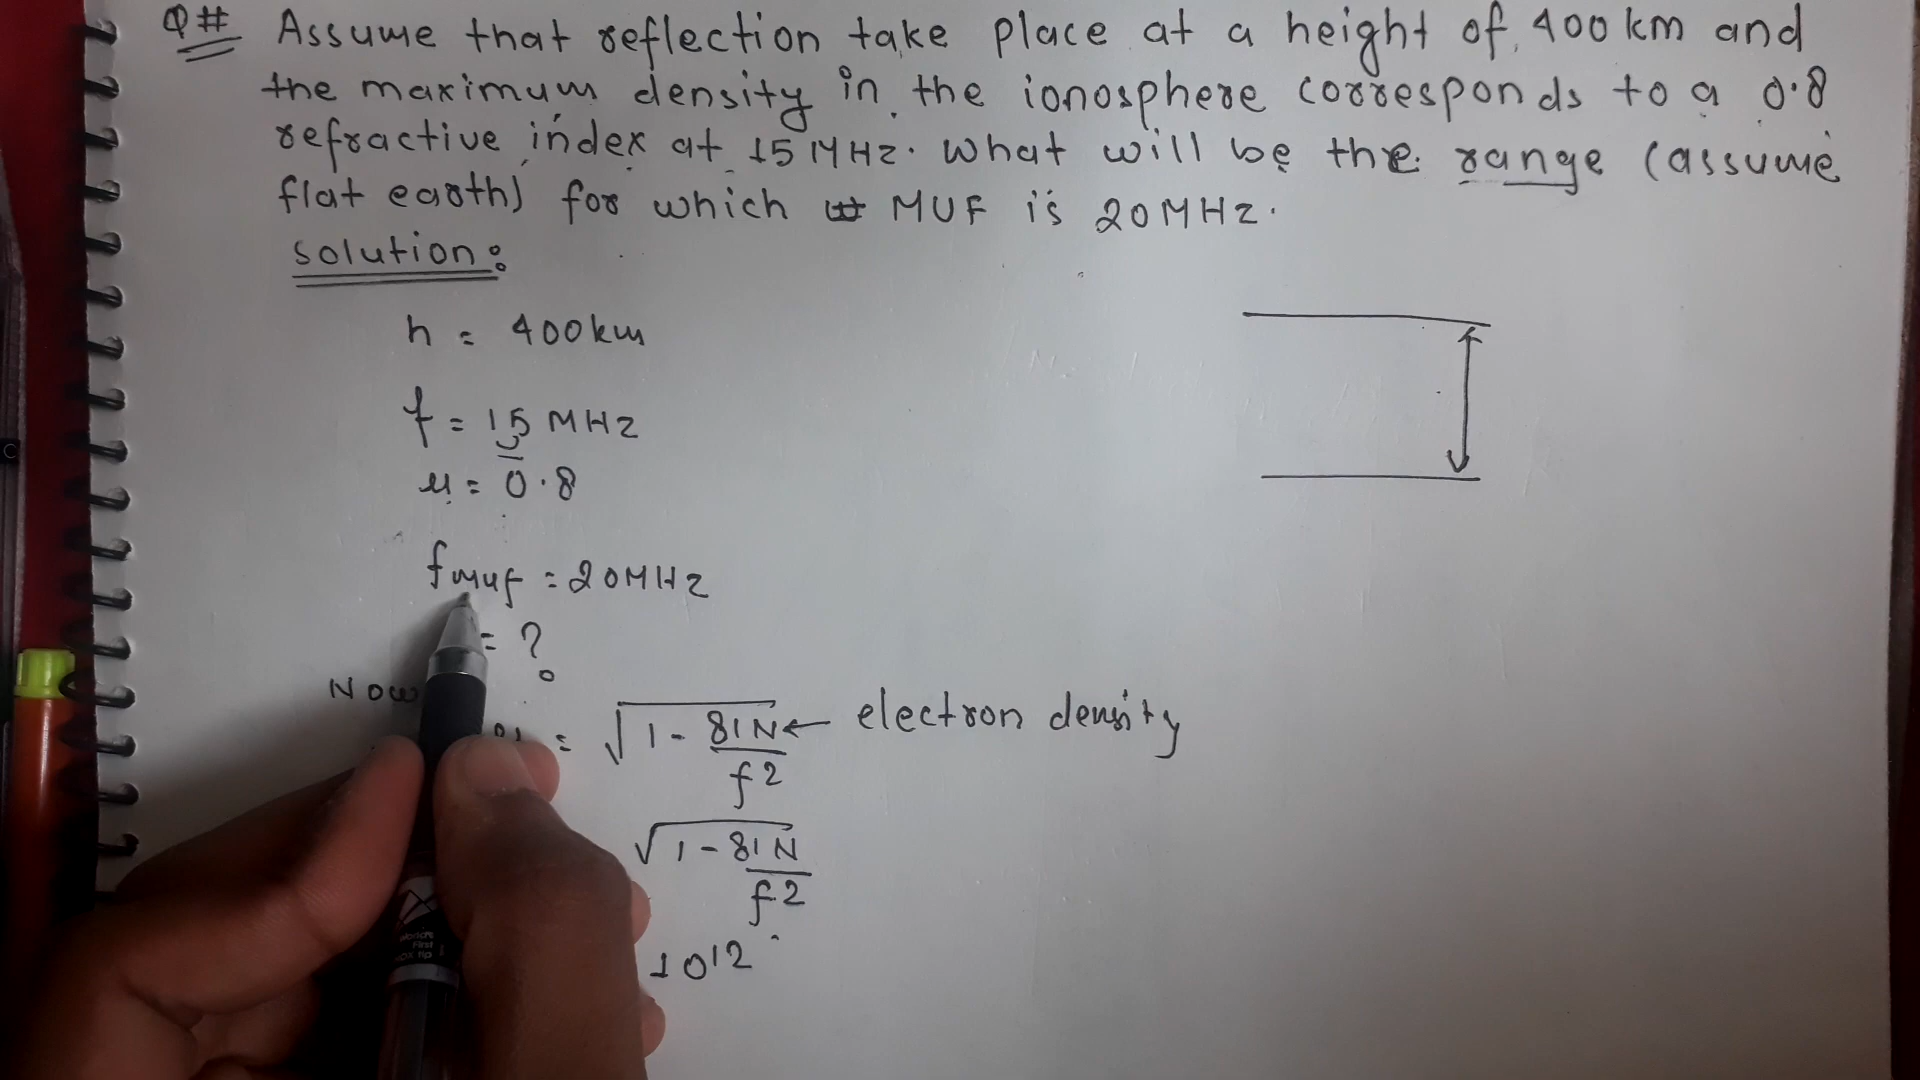 Q# Assume that reflection take place at a height of 400 km and
the maximum density in the ionosphere corresponds to a 0.8
refractive index at 15 MHz. What will be the range (assume
flat earth) for which MUF is 20 MHz.
solution:
h = 400 km
f = 15 MHz
μ = 0.8
fmuf = 20 MHz
= ?
Now
= √1 - 81N/f2 ← electron density
√1 - 81N/f2
1012